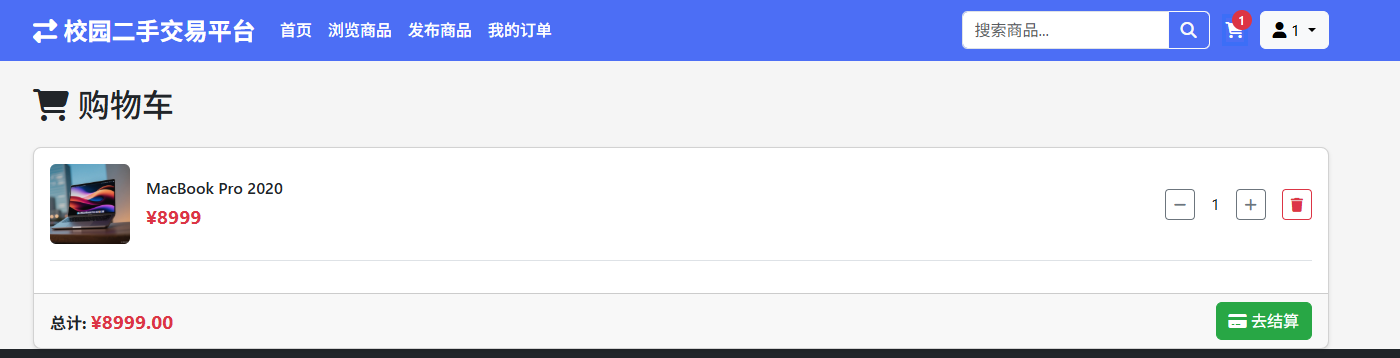 校园二手交易平台 首页 浏览商品 发布商品 我的订单 搜索商品... 1 1
购物车
MacBook Pro 2020
¥8999
1
总计: ¥8999.00 去结算